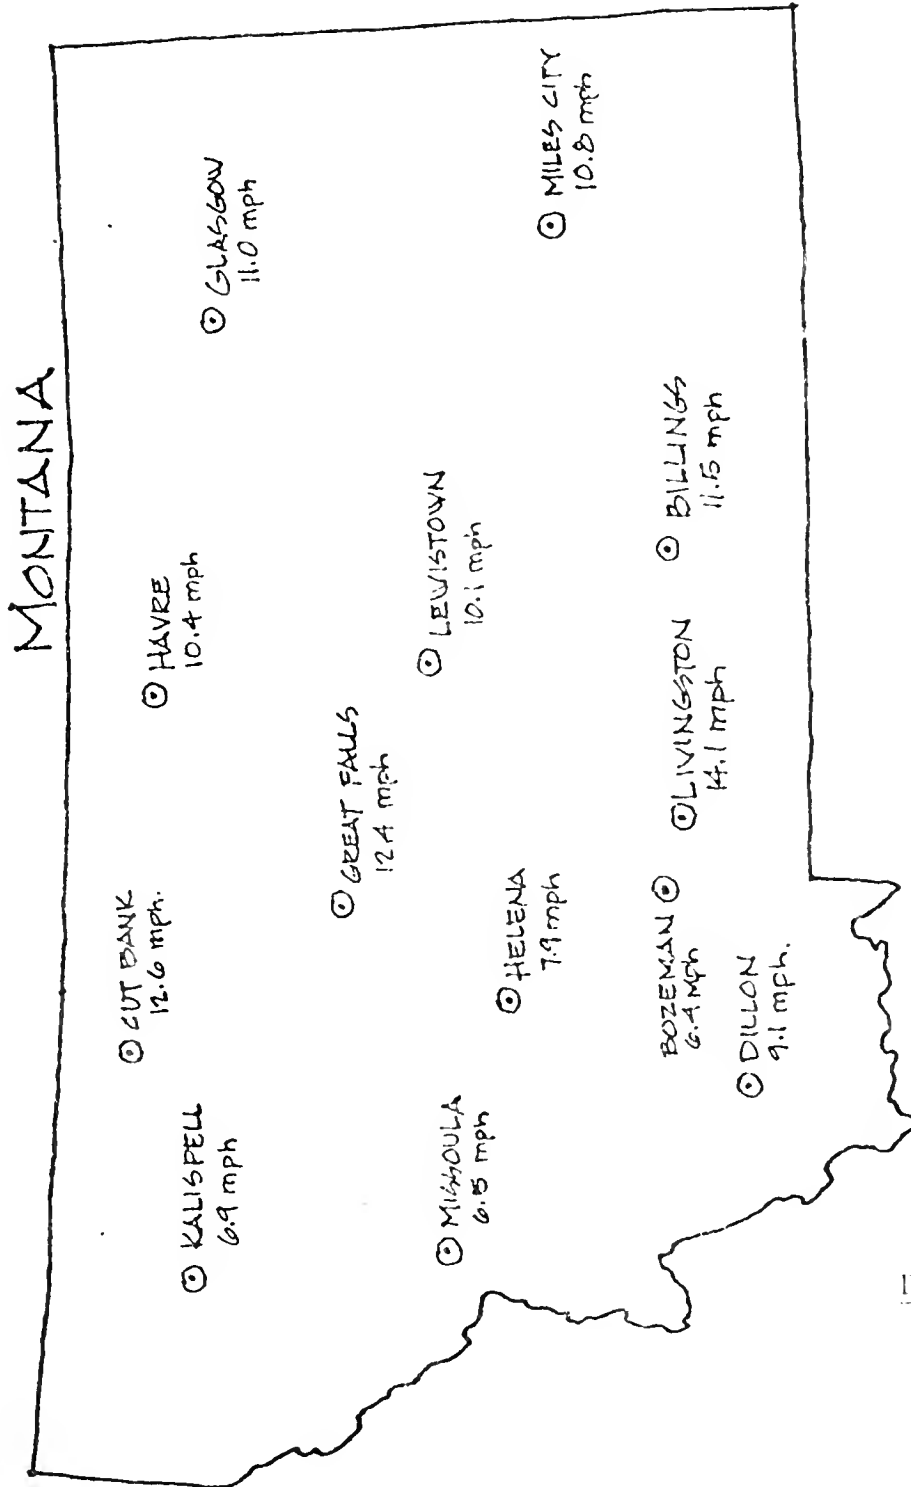 MONTANA
CUT BANK
12.6 mph.
HAVRE
10.4 mph
GLASGOW
11.0 mph
KALISPELL
6.9 mph
GREAT FALLS
12.4 mph
LEWISTOWN
10.1 mph
MISSOULA
6.5 mph
HELENA
7.9 mph
MILES CITY
10.8 mph
BOZEMAN
6.4 mph
LIVINGSTON
14.1 mph
BILLINGS
11.5 mph
DILLON
9.1 mph.